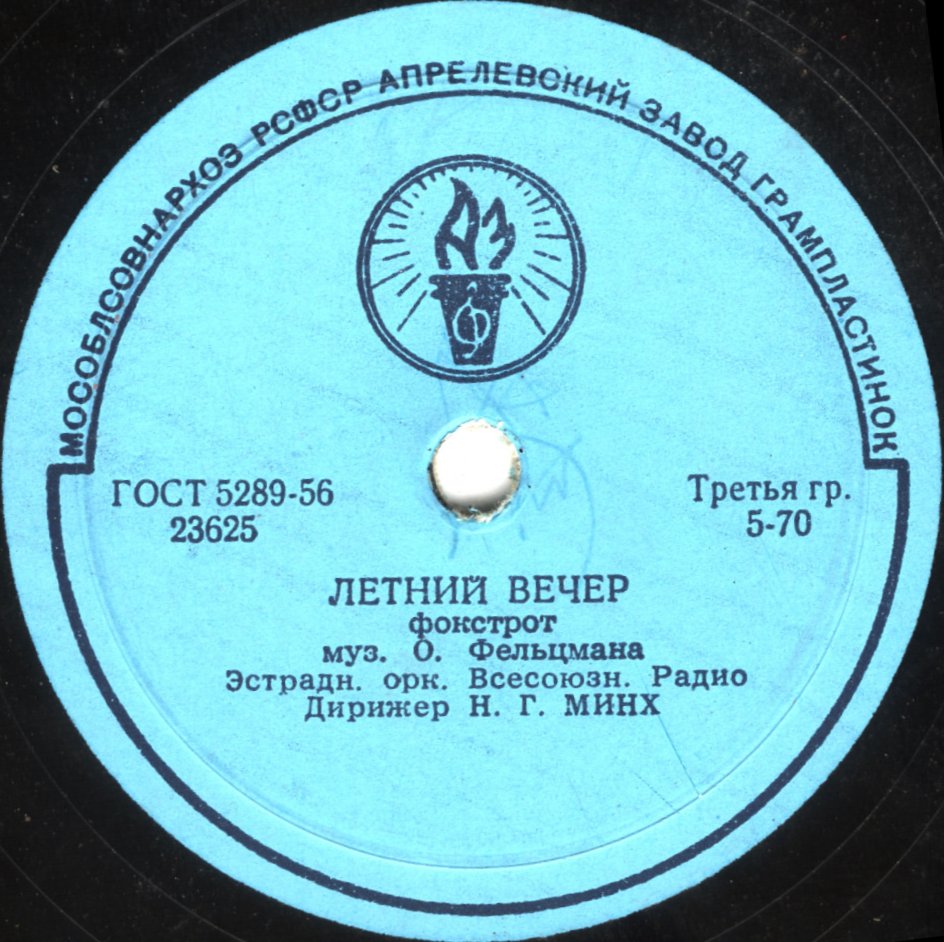 МОСОБЛСОВНАРХОЗ РСФСР АПРЕЛЕВСКИЙ ЗАВОД ГРАМПЛАСТИНОК
АЗ
ГОСТ 5289-56
23625
Третья гр.
5-70
ЛЕТНИЙ ВЕЧЕР
фокстрот
муз. О. Фельцмана
Эстрадн. орк. Всесоюзн. Радио
Дирижер Н. Г. МИНХ